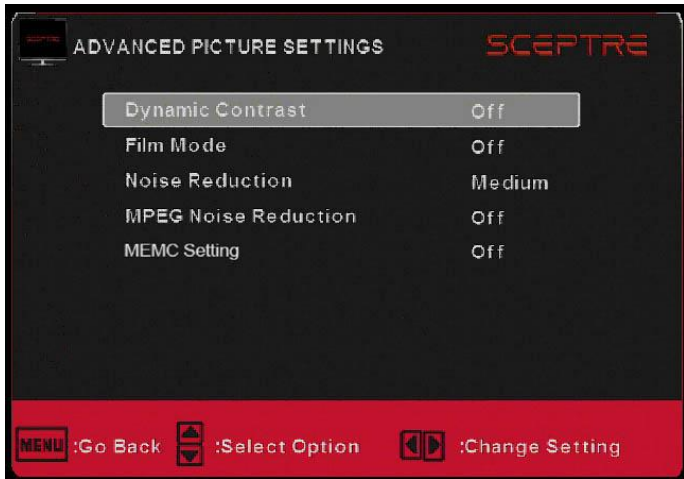 ADVANCED PICTURE SETTINGS SCEPTRE
Dynamic Contrast Off
Film Mode Off
Noise Reduction Medium
MPEG Noise Reduction Off
MEMC Setting Off
MENU :Go Back :Select Option :Change Setting